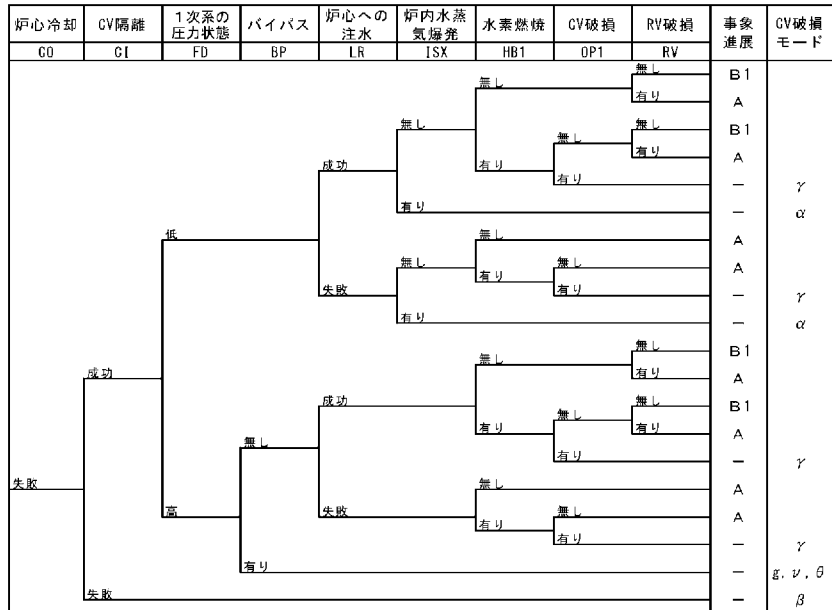 炉心冷却 CV隔離 1次系の圧力状態 バイパス 炉心への注水 炉内水蒸気爆発 水素燃焼 CV破損 RV破損 事象進展 CV破損モード
CO CI FD BP LR ISX HB1 OP1 RV
無し B1
無し
有り A
無し
無し B1
無し
有り A
成功 有り
有り - γ
有り - α
低 無し A
無し
無し A
有り
失敗 有り - γ
有り - α
無し B1
無し
成功 有り A
成功
無し B1
無し
有り 有り A
無し
有り - γ
失敗
無し A
高 失敗 無し A
有り
有り - γ
有り - g, ν, θ
失敗 - β